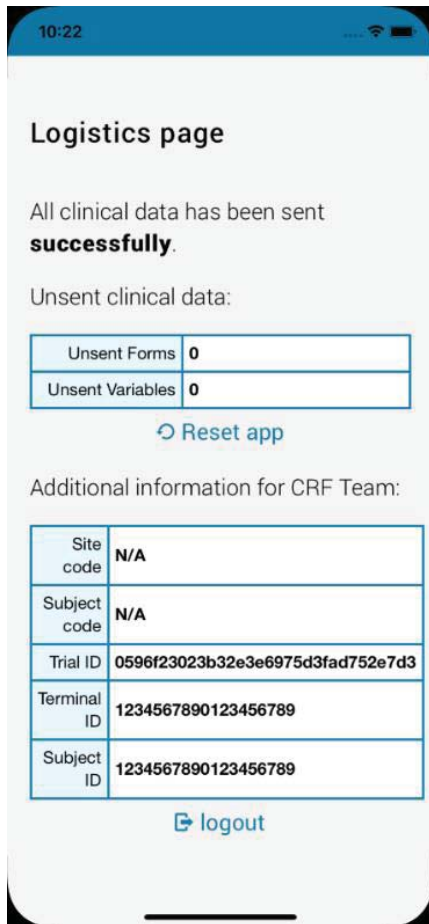 10:22
Logistics page
All clinical data has been sent
successfully.
Unsent clinical data:
Unsent Forms 0
Unsent Variables 0
Reset app
Additional information for CRF Team:
Site
code N/A
Subject
code N/A
Trial ID 0596f23023b32e3e6975d3fad752e7d3
Terminal
ID 1234567890123456789
Subject
ID 1234567890123456789
logout